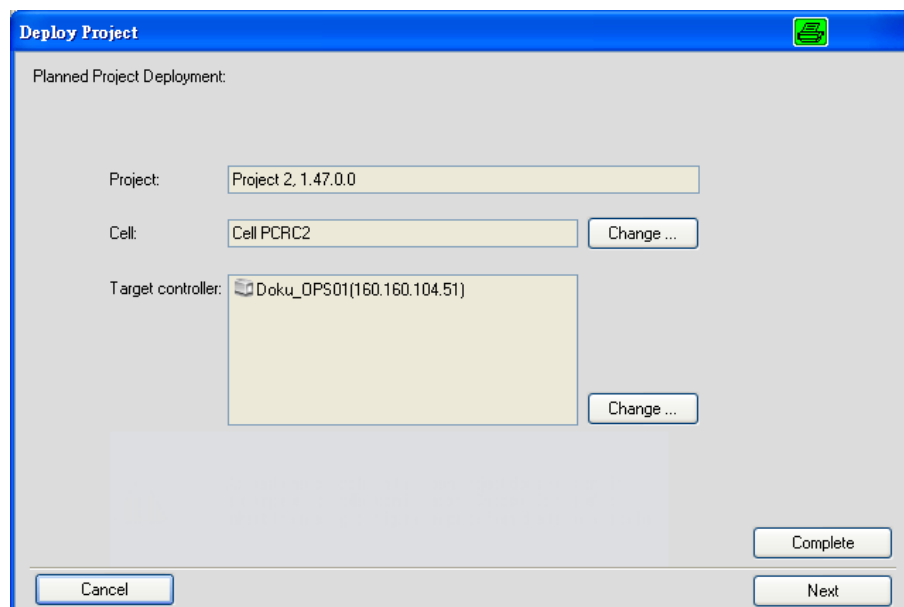 Deploy Project
Planned Project Deployment:
Project: Project 2, 1.47.0.0
Cell: Cell PCRC2 Change ...
Target controller: Doku_OPS01(160.160.104.51)
Change ...
Complete
Cancel Next